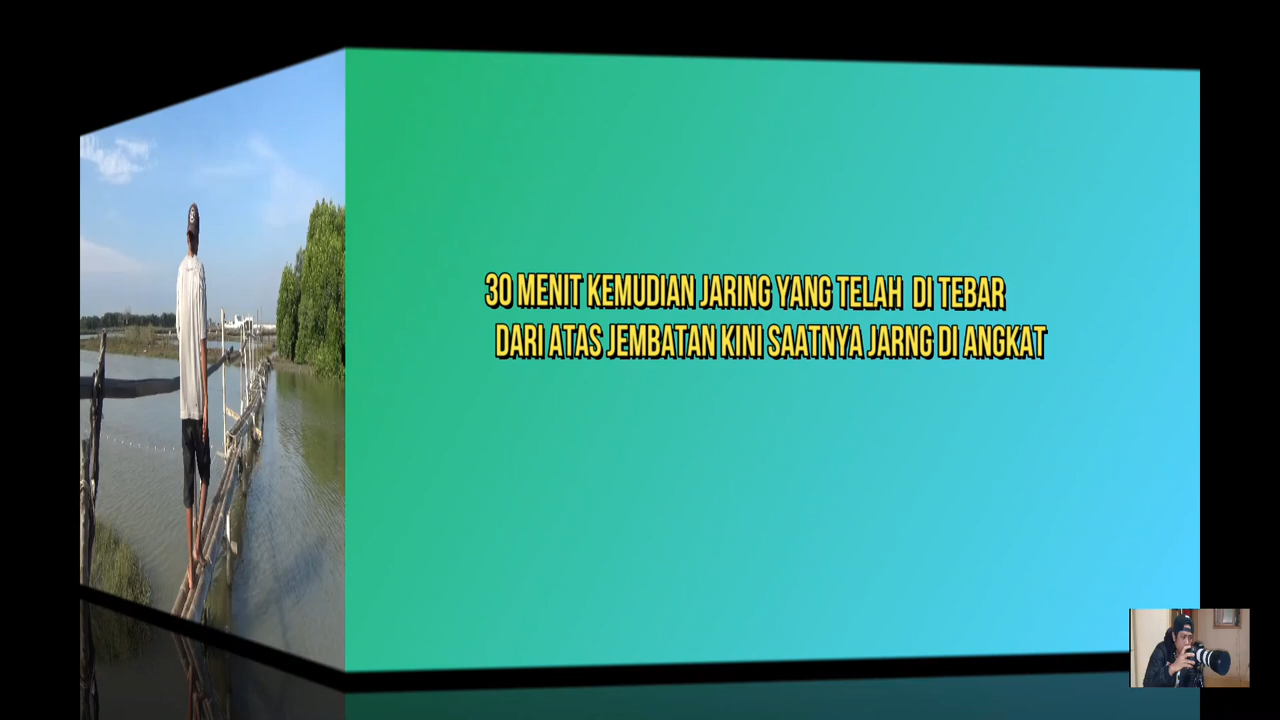 30 MENIT KEMUDIAN JARING YANG TELAH DI TEBAR
DARI ATAS JEMBATAN KINI SAATNYA JARNG DI ANGKAT